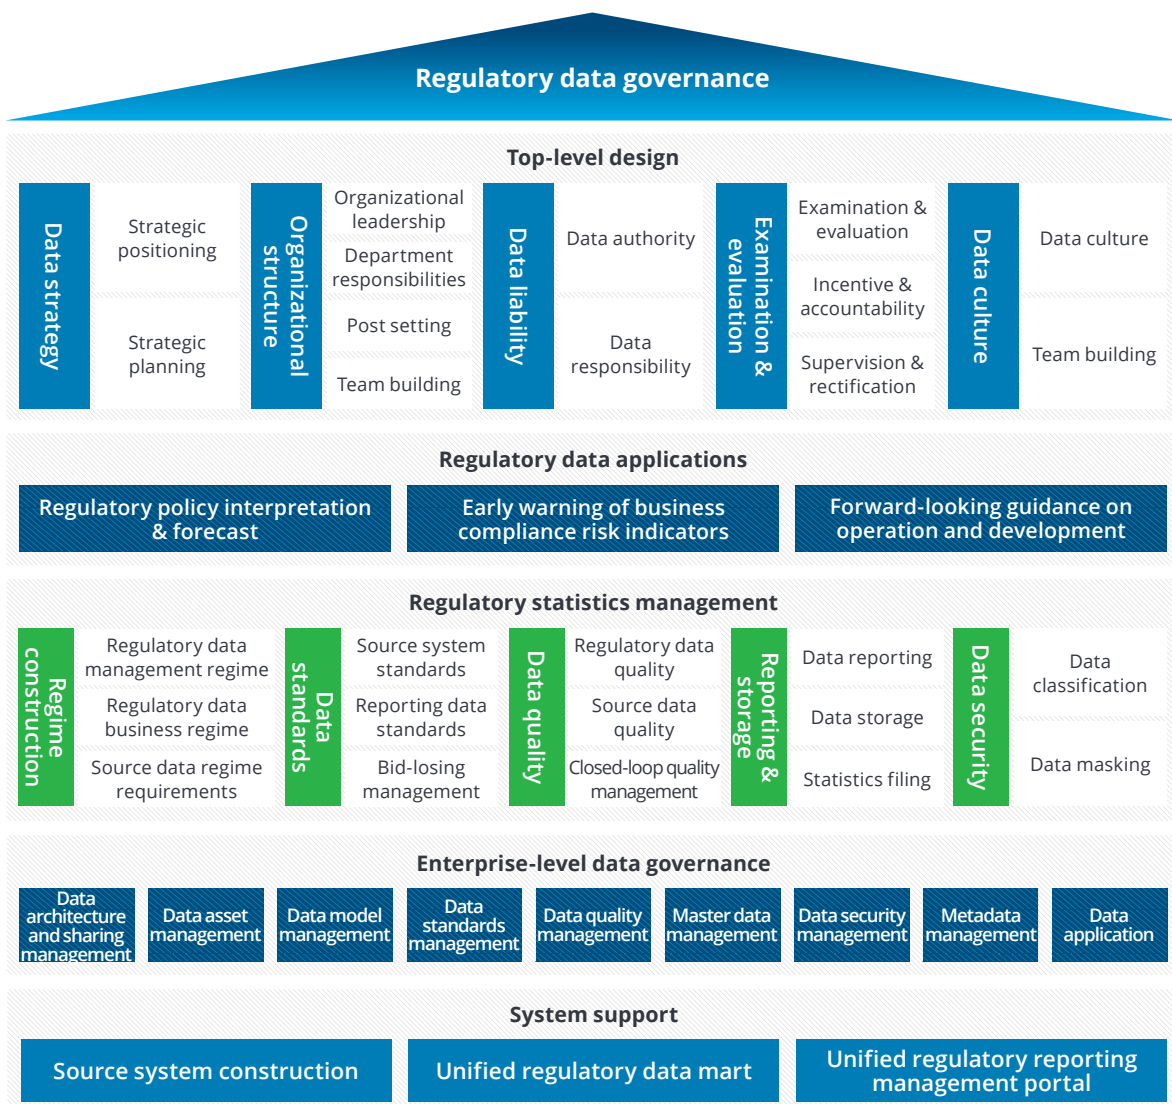 Regulatory data governance
Top-level design
Data strategy
Strategic
positioning
Strategic
planning
Organizational
structure
Organizational
leadership
Department
responsibilities
Post setting
Team building
Data liability
Data authority
Data
responsibility
Examination &
evaluation
Examination &
evaluation
Incentive &
accountability
Supervision &
rectification
Data culture
Data culture
Team building
Regulatory data applications
Regulatory policy interpretation
& forecast
Early warning of business
compliance risk indicators
Forward-looking guidance on
operation and development
Regulatory statistics management
Regime
construction
Regulatory data
management regime
Regulatory data
business regime
Source data regime
requirements
Data
standards
Source system
standards
Reporting data
standards
Bid-losing
management
Data quality
Regulatory data
quality
Source data
quality
Closed-loop quality
management
Reporting &
storage
Data reporting
Data storage
Statistics filing
Data security
Data
classification
Data masking
Enterprise-level data governance
Data
architecture
and sharing
management
Data asset
management
Data model
management
Data
standards
management
Data quality
management
Master data
management
Data security
management
Metadata
management
Data
application
System support
Source system construction
Unified regulatory data mart
Unified regulatory reporting
management portal